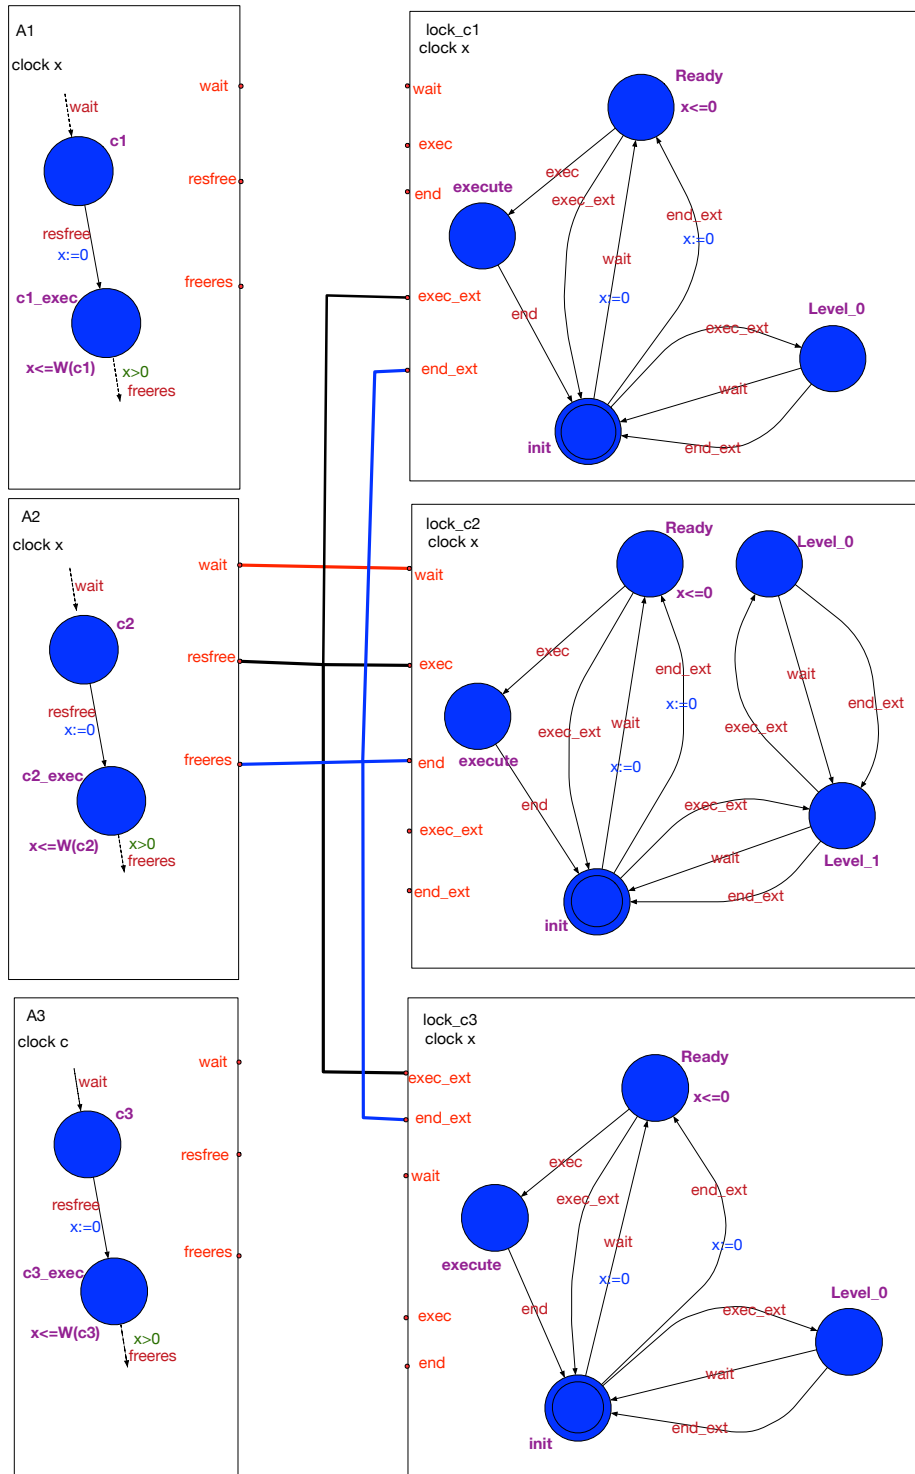 A1
clock x
wait
c1
resfree
x:=0
c1_exec
x<=W(c1)
x>0
freeres
wait
resfree
freeres
lock_c1
clock x
wait
exec
end
exec_ext
end_ext
Ready
x<=0
execute
exec
exec_ext
end_ext
x:=0
wait
x:=0
end
Level_0
exec_ext
wait
end_ext
init
A2
clock x
wait
c2
resfree
x:=0
c2_exec
x<=W(c2)
x>0
freeres
wait
resfree
freeres
lock_c2
clock x
wait
exec
end
exec_ext
end_ext
Ready
x<=0
Level_0
exec
execute
exec_ext
wait
x:=0
end_ext
x:=0
end
wait
end_ext
exec_ext
exec_ext
wait
end_ext
Level_1
init
A3
clock c
wait
c3
resfree
x:=0
c3_exec
x<=W(c3)
x>0
freeres
wait
resfree
freeres
lock_c3
clock x
exec_ext
end_ext
wait
exec
end
Ready
x<=0
exec
execute
exec_ext
end_ext
x:=0
wait
x:=0
end
Level_0
exec_ext
wait
end_ext
init